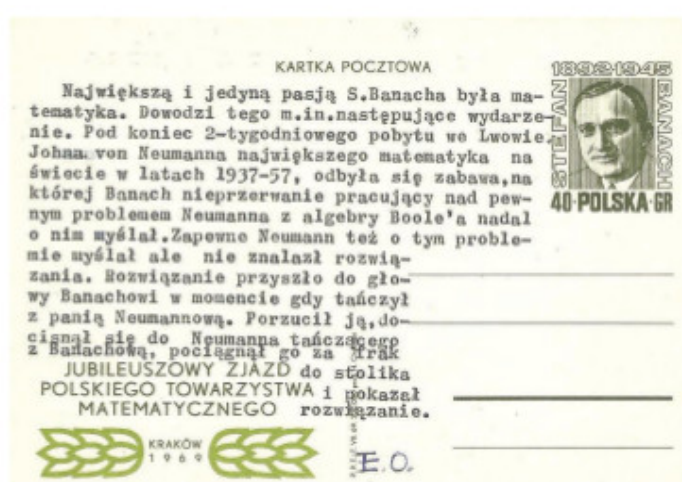 KARTKA POCZTOWA
1892-1945
STEFAN
BANACH
40·POLSKA·GR
Największą i jedyną pasją S.Banacha była ma-
tematyka. Dowodzi tego m.in.następujące wydarze-
nie. Pod koniec 2-tygodniowego pobytu we Lwowie
Johna von Neumanna największego matematyka na
świecie w latach 1937-57, odbyła się zabawa,na
której Banach nieprzerwanie pracujący nad pew-
nym problemem Neumanna z algebry Boole'a nadal
o nim myślał.Zapewne Neumann też o tym proble-
mie myślał ale nie znalazł rozwią-
zania. Rozwiązanie przyszło do gło-
wy Banachowi w momencie gdy tańczył
z panią Neumannową. Porzucił ją,do-
cisnął się do Neumanna tańczącego
z Banachową, pociągnął go za frak
do stolika
i pokazał
rozwiązanie.
JUBILEUSZOWY ZJAZD
POLSKIEGO TOWARZYSTWA
MATEMATYCZNEGO
KRAKÓW
1969
E.O.